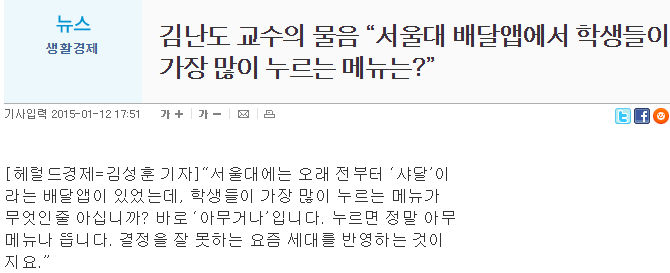 뉴스
생활경제
김난도 교수의 물음 “서울대 배달앱에서 학생들이
가장 많이 누르는 메뉴는?”
기사입력 2015-01-12 17:51
가 + 가 -
[헤럴드경제=김성훈 기자]“서울대에는 오래 전부터 ‘샤달’이
라는 배달앱이 있었는데, 학생들이 가장 많이 누르는 메뉴가
무엇인줄 아십니까? 바로 ‘아무거나’입니다. 누르면 정말 아무
메뉴나 뜹니다. 결정을 잘 못하는 요즘 세대를 반영하는 것이
지요.”